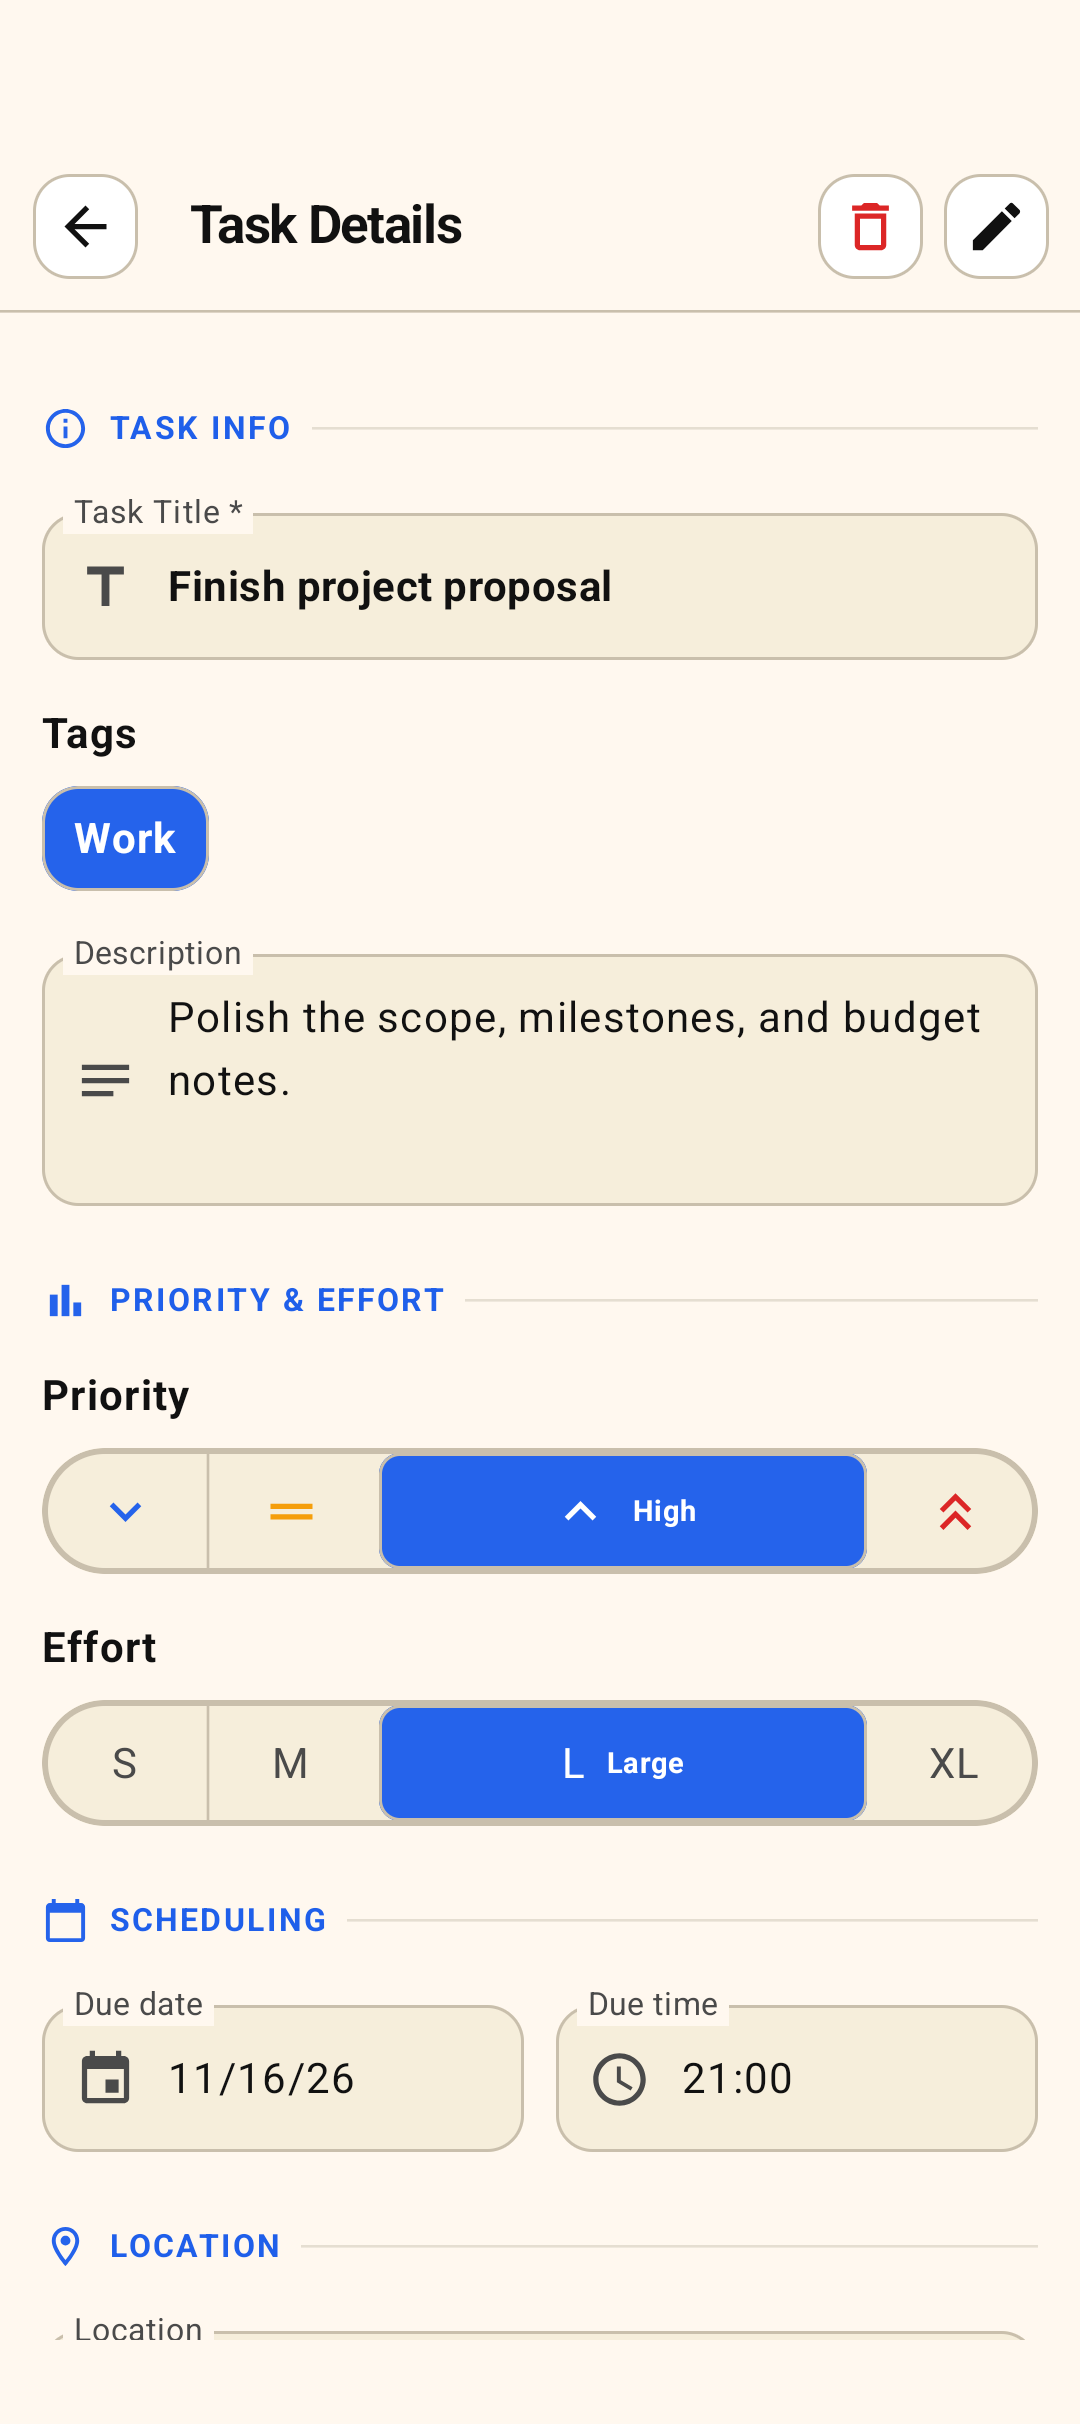 Task Details
TASK INFO
Task Title *
Finish project proposal
Tags
Work
Description
Polish the scope, milestones, and budget
notes.
PRIORITY & EFFORT
Priority
High
Effort
S M L Large XL
SCHEDULING
Due date Due time
11/16/26 21:00
LOCATION
Location